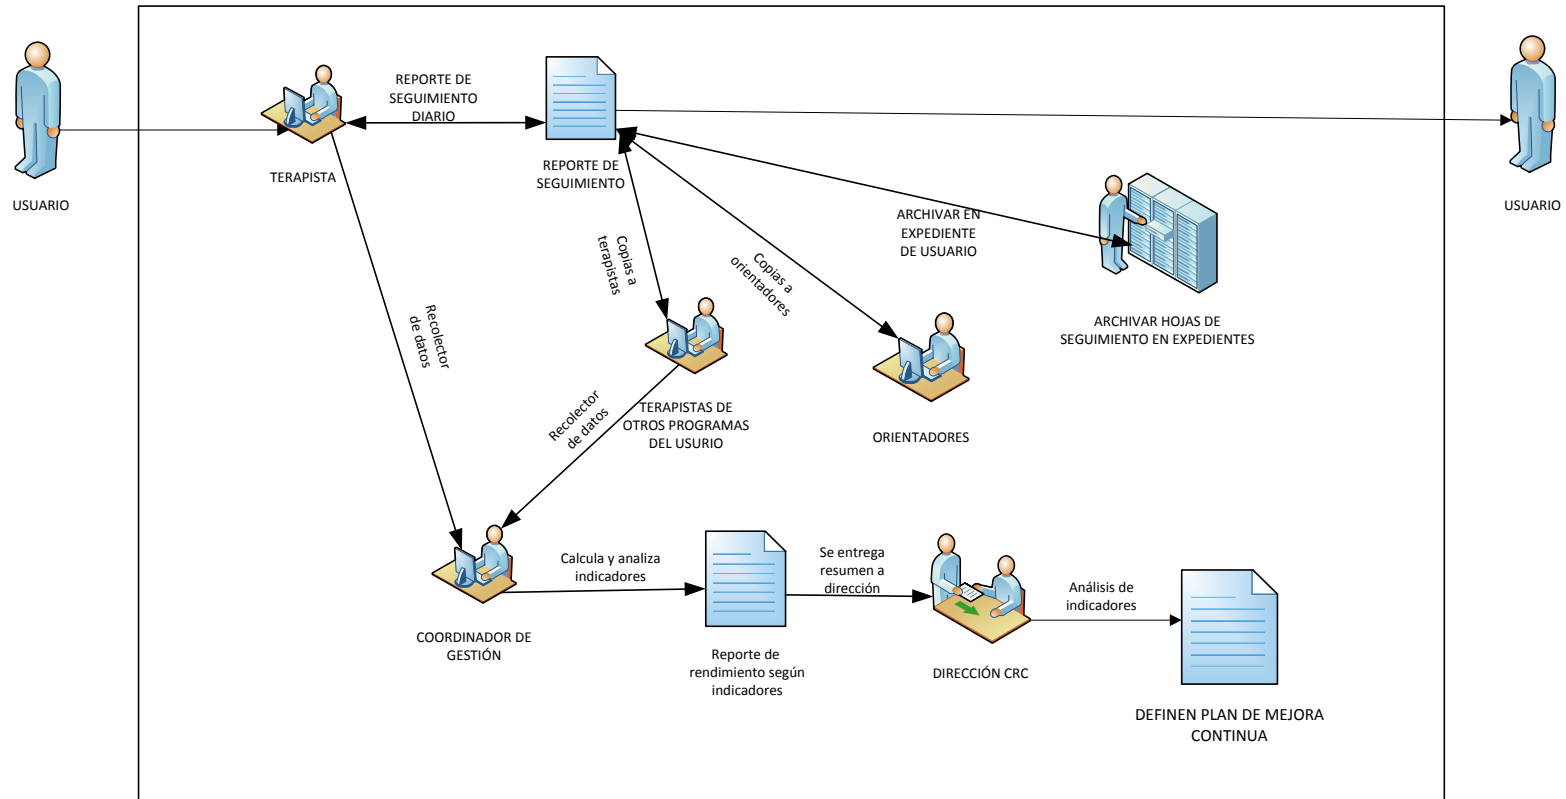 REPORTE DE
SEGUIMIENTO
DIARIO
USUARIO
TERAPISTA
REPORTE DE
SEGUIMIENTO
USUARIO
ARCHIVAR EN
EXPEDIENTE
DE USUARIO
Copias a
terapistas
Copias a
orientadores
ARCHIVAR HOJAS DE
SEGUIMIENTO EN EXPEDIENTES
Recolector
de datos
Recolector
de datos
TERAPISTAS DE
OTROS PROGRAMAS
DEL USURIO
ORIENTADORES
COORDINADOR DE
GESTIÓN
Calcula y analiza
indicadores
Reporte de
rendimiento según
indicadores
Se entrega
resumen a
dirección
DIRECCIÓN CRC
Análisis de
indicadores
DEFINEN PLAN DE MEJORA
CONTINUA